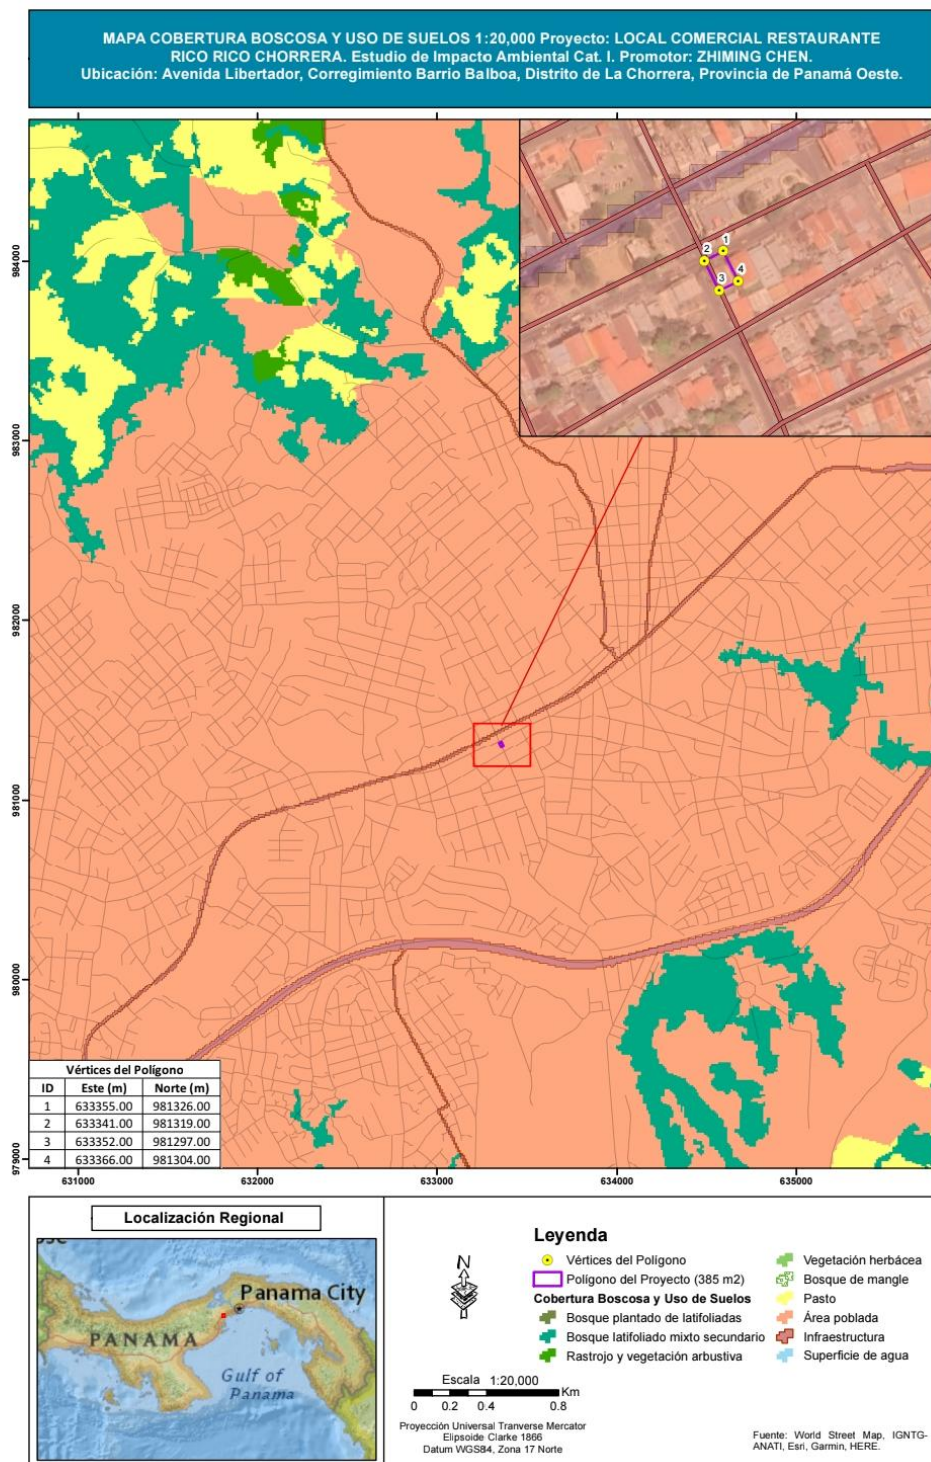 MAPA COBERTURA BOSCOSA Y USO DE SUELOS 1:20,000 Proyecto: LOCAL COMERCIAL RESTAURANTE
RICO RICO CHORRERA. Estudio de Impacto Ambiental Cat. I. Promotor: ZHIMING CHEN.
Ubicación: Avenida Libertador, Corregimiento Barrio Balboa, Distrito de La Chorrera, Provincia de Panamá Oeste.
1
2
3
4
984000
983000
982000
981000
980000
979000
Vértices del Polígono
ID Este (m) Norte (m)
1 633355.00 981326.00
2 633341.00 981319.00
3 633352.00 981297.00
4 633366.00 981304.00
631000 632000 633000 634000 635000
Localización Regional
Panama City
PANAMA
Gulf of
Panama
N
Leyenda
Vértices del Polígono
Polígono del Proyecto (385 m2)
Cobertura Boscosa y Uso de Suelos
Bosque plantado de latifoliadas
Bosque latifoliado mixto secundario
Rastrojo y vegetación arbustiva
Vegetación herbácea
Bosque de mangle
Pasto
Área poblada
Infraestructura
Superficie de agua
Escala 1:20,000
0 0.2 0.4 0.8 Km
Proyección Universal Tranverse Mercator
Elipsoide Clarke 1866
Datum WGS84, Zona 17 Norte
Fuente: World Street Map, IGNTG-
ANATI, Esri, Garmin, HERE.